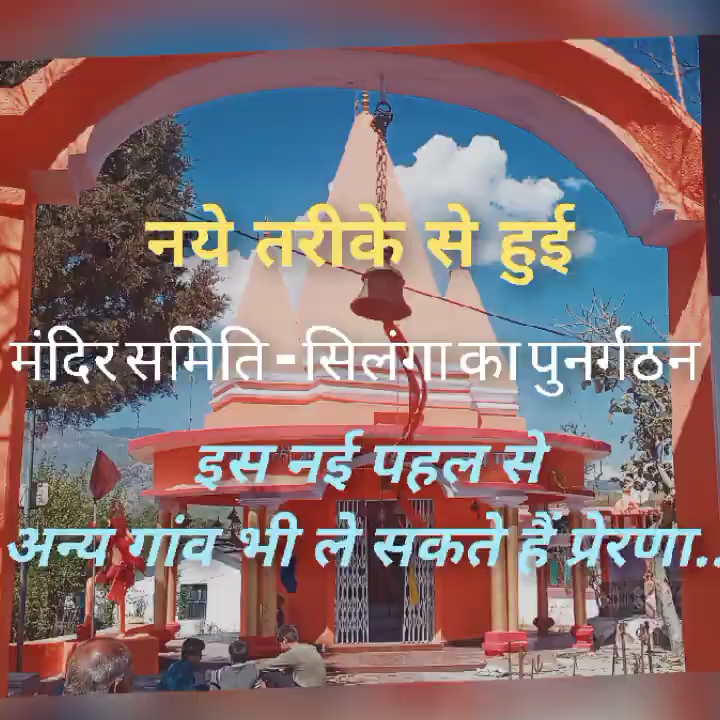 नये तरीके से हुई
मंदिर समिति - सिलंगा का पुनर्गठन
इस नई पहल से
अन्य गांव भी ले सकते हैं प्रेरणा..